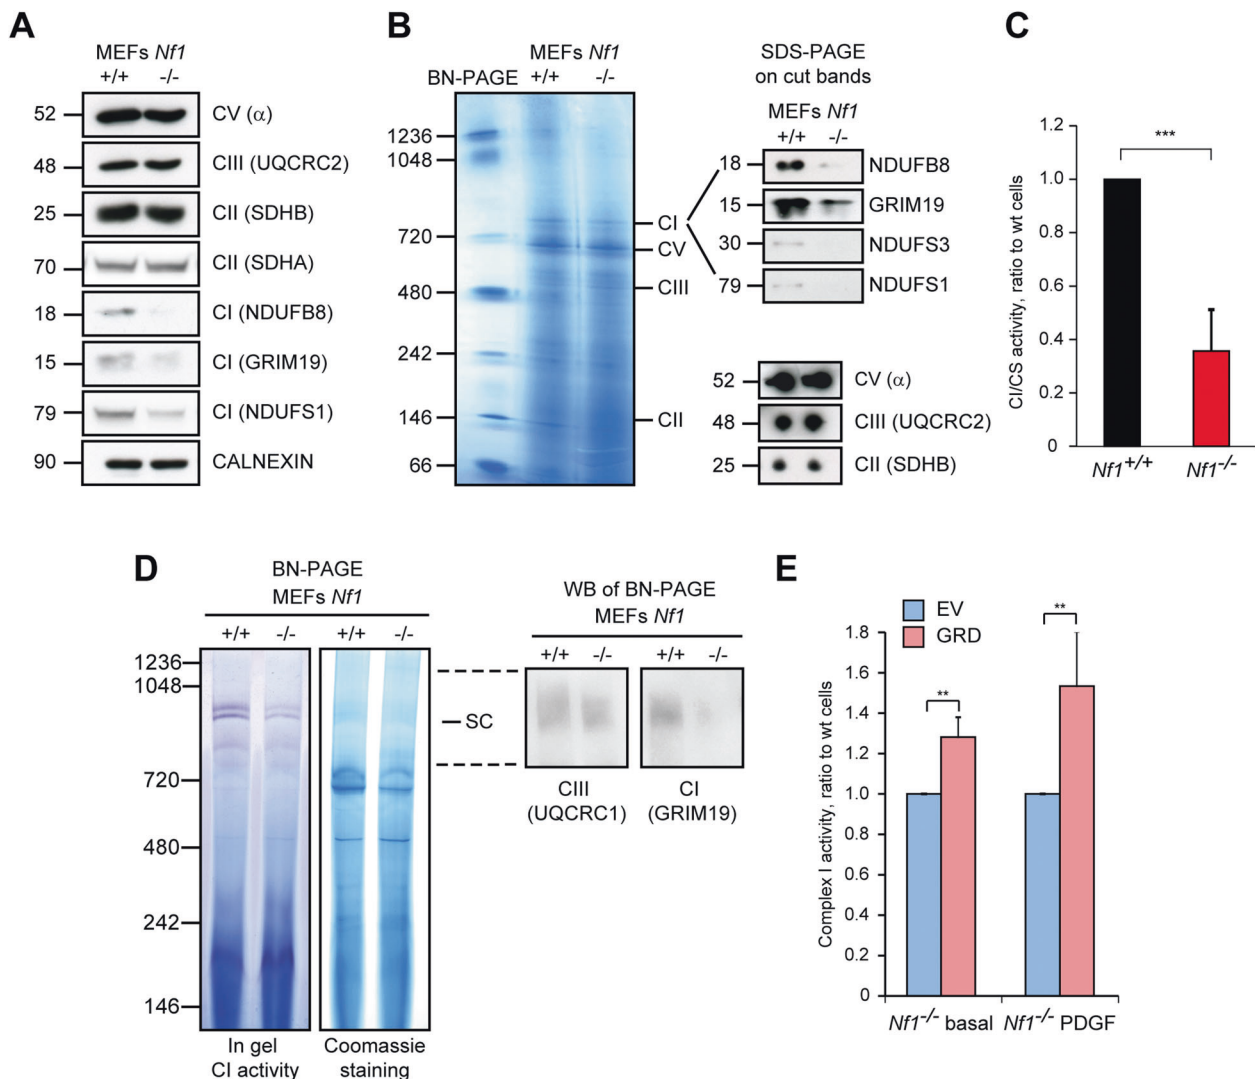 A
MEFs Nf1
+/+ -/-
52 CV (α)
48 CIII (UQCRC2)
25 CII (SDHB)
70 CII (SDHA)
18 CI (NDUFB8)
15 CI (GRIM19)
79 CI (NDUFS1)
90 CALNEXIN
B
MEFs Nf1
BN-PAGE +/+ -/-
1236
1048
720
480
242
146
66
CI
CV
CIII
CII
SDS-PAGE
on cut bands
MEFs Nf1
+/+ -/-
18 NDUFB8
15 GRIM19
30 NDUFS3
79 NDUFS1
52 CV (α)
48 CIII (UQCRC2)
25 CII (SDHB)
C
CI/CS activity, ratio to wt cells
1.2
1.0
0.8
0.6
0.4
0.2
0
***
Nf1+/+ Nf1-/-
D
BN-PAGE
MEFs Nf1
+/+ -/- +/+ -/-
1236
1048
720
480
242
146
In gel
CI activity
Coomassie
staining
SC
WB of BN-PAGE
MEFs Nf1
+/+ -/- +/+ -/-
CIII
(UQCRC1)
CI
(GRIM19)
E
EV
GRD
Complex I activity, ratio to wt cells
1.8
1.6
1.4
1.2
1.0
0.8
0.6
0.4
0.2
0
**
**
Nf1-/- basal Nf1-/- PDGF